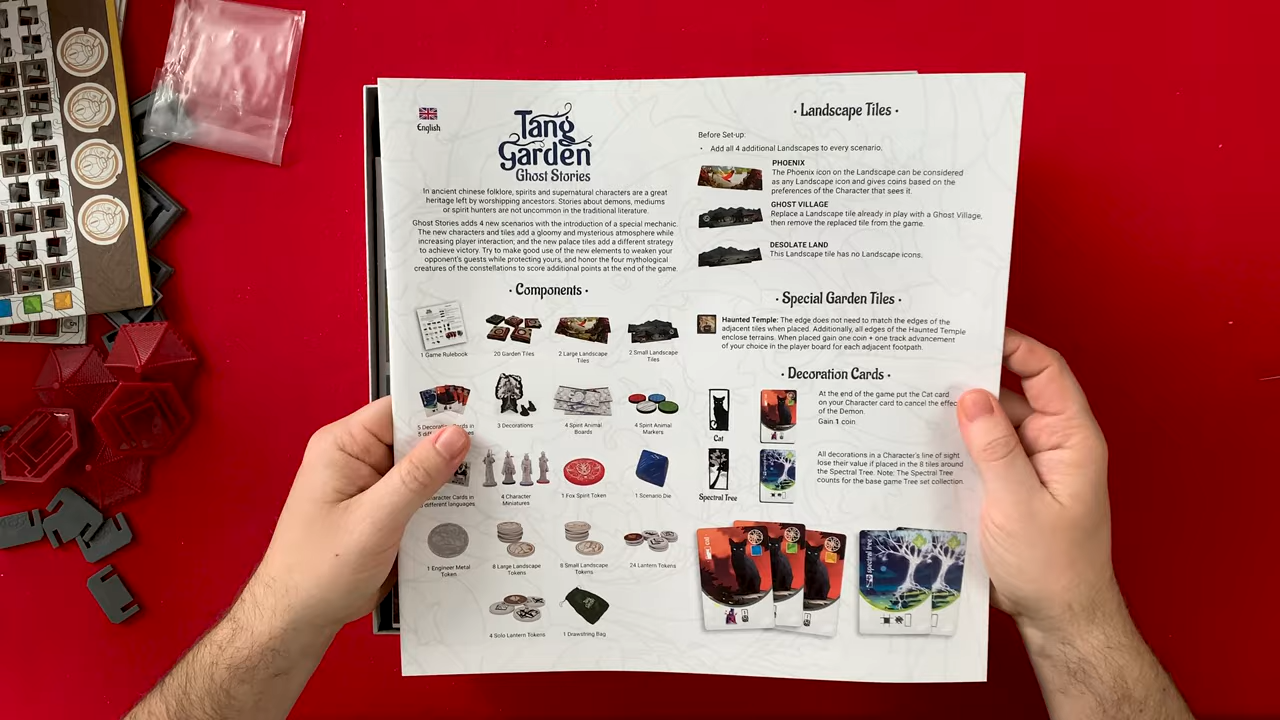 English
Tang
Garden
Ghost Stories
In ancient chinese folklore, spirits and supernatural characters are a great
heritage left by worshipping ancestors. Stories about demons, mediums
or spirit hunters are not uncommon in the traditional literature.
Ghost Stories adds 4 new scenarios with the introduction of a special mechanic.
The new characters and tiles add a gloomy and mysterious atmosphere while
increasing player interaction; and the new palace tiles add a different strategy
to achieve victory. Try to make good use of the new elements to weaken your
opponent's guests while protecting yours, and honor the four mythological
creatures of the constellations to score additional points at the end of the game.
• Components •
1 Game Rulebook
20 Garden Tiles
2 Large Landscape
Tiles
2 Small Landscape
Tiles
5 Decoration Cards in
3 Decorations
4 Spirit Animal
Boards
4 Spirit Animal
Markers
Character Cards in
different languages
4 Character
Miniatures
1 Fox Spirit Token
1 Scenario Die
1 Engineer Metal
Token
8 Large Landscape
Tokens
8 Small Landscape
Tokens
24 Lantern Tokens
4 Solo Lantern Tokens
1 Drawstring Bag
• Landscape Tiles •
Before Set-up:
• Add all 4 additional Landscapes to every scenario.
PHOENIX
The Phoenix icon on the Landscape can be considered
as any Landscape icon and gives coins based on the
preferences of the Character that sees it.
GHOST VILLAGE
Replace a Landscape tile already in play with a Ghost Village,
then remove the replaced tile from the game.
DESOLATE LAND
This Landscape tile has no Landscape icons.
• Special Garden Tiles •
Haunted Temple: The edge does not need to match the edges of the
adjacent tiles when placed. Additionally, all edges of the Haunted Temple
enclose terrains. When placed gain one coin + one track advancement
of your choice in the player board for each adjacent footpath.
• Decoration Cards •
At the end of the game put the Cat card
on your Character card to cancel the effec
of the Demon.
Gain 1 coin.
Cat
All decorations in a Character's line of sight
lose their value if placed in the 8 tiles around
the Spectral Tree. Note: The Spectral Tree
counts for the base game Tree set collection.
Spectral Tree
cat
spectral tree